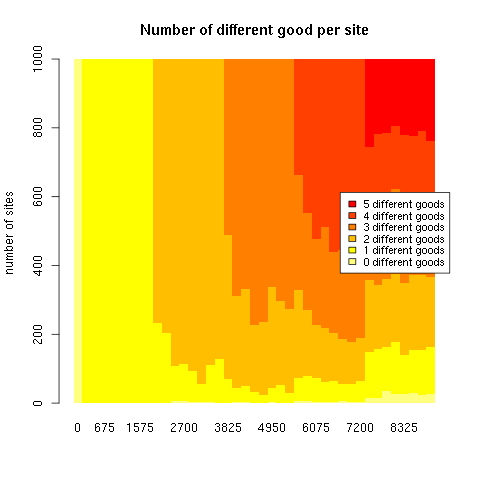 Number of different good per site
number of sites
1000
800
600
400
200
0
5 different goods
4 different goods
3 different goods
2 different goods
1 different goods
0 different goods
0 675 1575 2700 3825 4950 6075 7200 8325